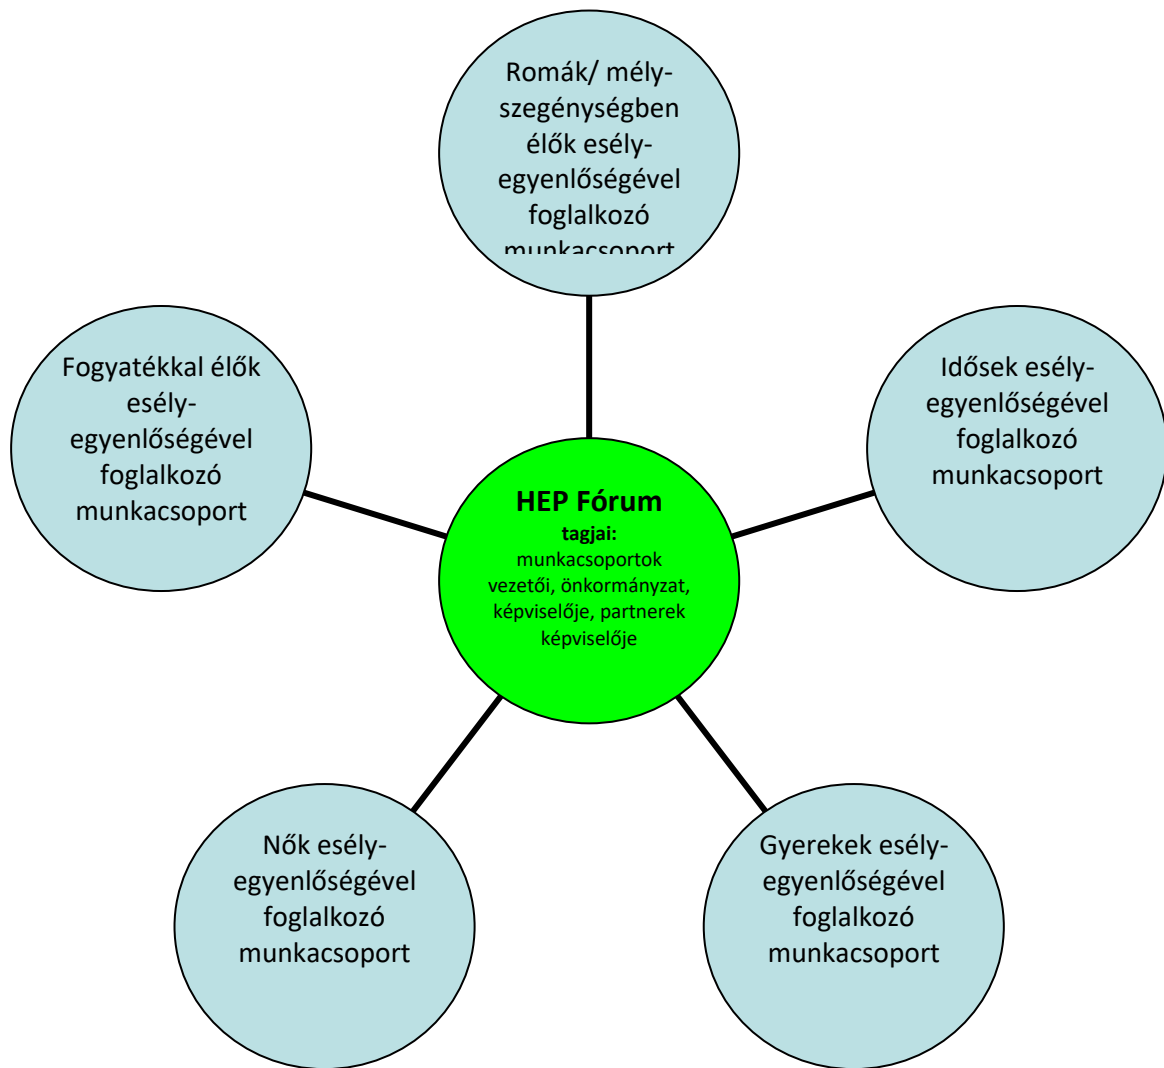 Romák/ mély-
szegénységben
élők esély-
egyenlőségével
foglalkozó
munkacsoport
Fogyatékkal élők
esély-
egyenlőségével
foglalkozó
munkacsoport
Idősek esély-
egyenlőségével
foglalkozó
munkacsoport
HEP Fórum
tagjai:
munkacsoportok
vezetői, önkormányzat,
képviselője, partnerek
képviselője
Nők esély-
egyenlőségével
foglalkozó
munkacsoport
Gyerekek esély-
egyenlőségével
foglalkozó
munkacsoport